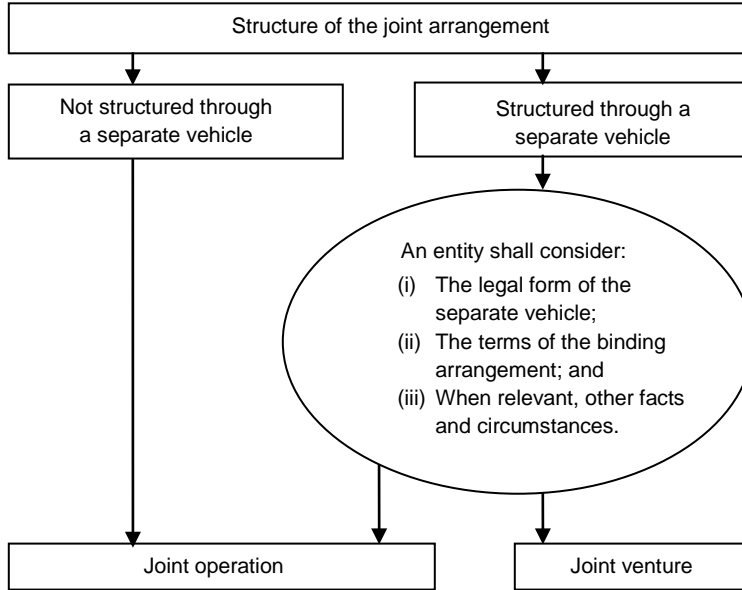 Structure of the joint arrangement
Not structured through
a separate vehicle
Structured through a
separate vehicle
An entity shall consider:
(i) The legal form of the
separate vehicle;
(ii) The terms of the binding
arrangement; and
(iii) When relevant, other facts
and circumstances.
Joint operation
Joint venture